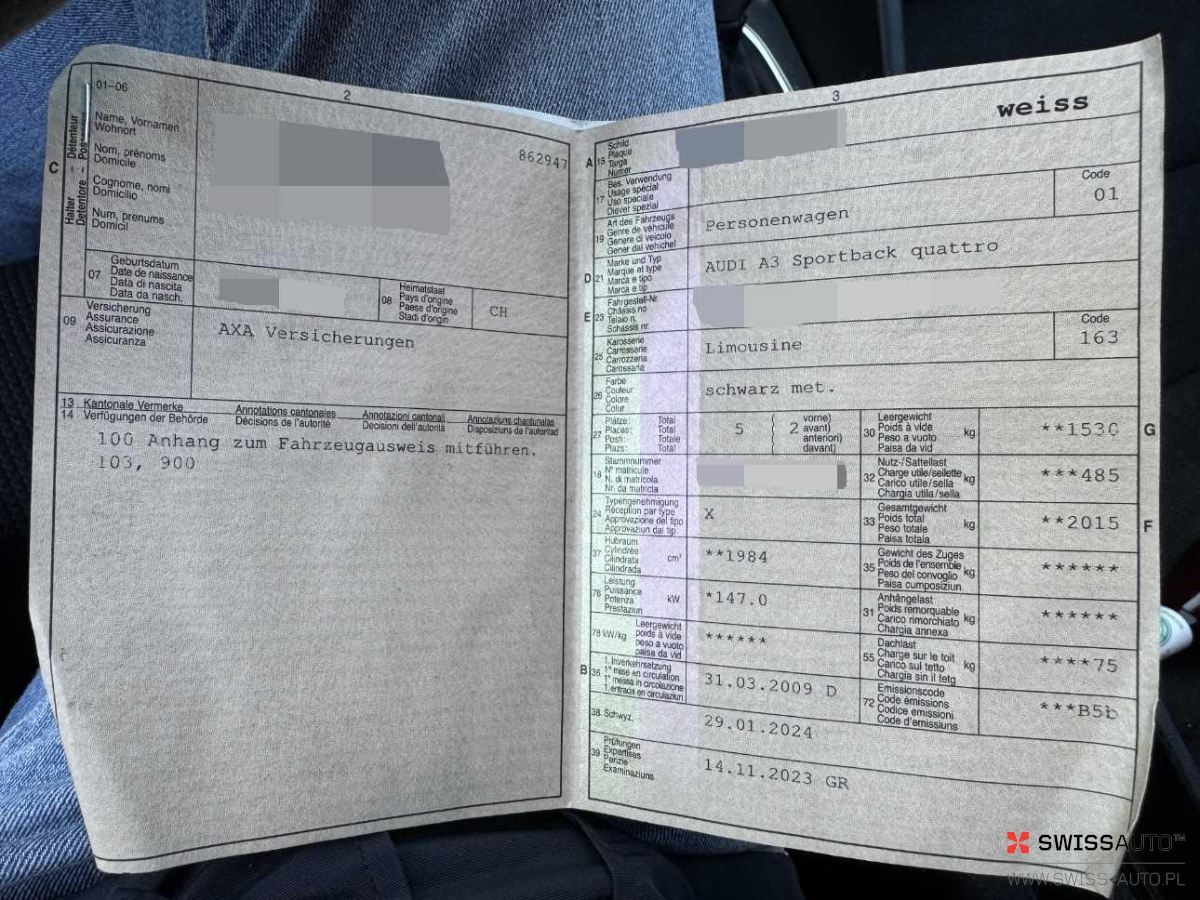 2
01-06
Détenteur
Halter
Detentore
C
Name, Vornamen
Wohnort
Nom, prénoms
Domicile
Cognome, nomi
Domicilio
Num, prenums
Domicil
862947
07
Geburtsdatum
Date de naissance
Data di nascita
Data da nasch.
08
Heimatstaat
Pays d'origine
Paese d'origine
Stadi d'origin
CH
09
Versicherung
Assurance
Assicurazione
Assicuranza
AXA Versicherungen
13 Kantonale Vermerke Annotations cantonales Annotazioni cantonali Annotaziuns chantunalas
14 Verfügungen der Behörde Décisions de l'autorité Decisioni dell'autorità Disposiziuns da l'autoritad
100 Anhang zum Fahrzeugausweis mitführen.
103, 900
3
weiss
A 15
Schild
Plaque
Targa
Numer
17
Bes. Verwendung
Usage spécial
Uso speciale
Diever spezial
Code
01
19
Art des Fahrzeugs
Genre de véhicule
Genere di veicolo
Gener dal vehichel
Personenwagen
D 21
Marke und Typ
Marque et type
Marca e tipo
Marca e tip
AUDI A3 Sportback quattro
E 23
Fahrgestell-Nr.
Châssis no
Telaio n.
Schassis nr.
25
Karosserie
Carrosserie
Carrozzeria
Carossaria
Limousine
Code
163
26
Farbe
Couleur
Colore
Colur
schwarz met.
27
Plätze: Total
Places: Total
Posti: Totale
Plazs: Total
5 ( 2 vorne)
avant)
anteriori)
davant)
30
Leergewicht
Poids à vide
Peso a vuoto
Paisa da vid
kg
**1530
G
18
Stammnummer
N° matricule
N. di matricola
Nr. da matricla
32
Nutz-/Sattellast
Charge utile/sellette
Carico utile/sella
Chargia utila/sella
kg
***485
24
Typengenehmigung
Réception par type
Approvazione del tipo
Approvaziun dal tip
X
33
Gesamtgewicht
Poids total
Peso totale
Paisa totala
kg
**2015
F
37
Hubraum
Cylindrée
Cilindrata
Cilindrada
cm³
**1984
35
Gewicht des Zuges
Poids de l'ensemble
Peso del convoglio
Paisa cumposiziun
kg
******
76
Leistung
Puissance
Potenza
Prestaziun
kW
*147.0
31
Anhängelast
Poids remorquable
Carico rimorchiato
Chargia annexa
kg
******
78 kW/kg
Leergewicht
poids à vide
peso a vuoto
paisa da vid
******
55
Dachlast
Charge sur le toit
Carico sul tetto
Chargia sin il tetg
kg
****75
B 36
1. Inverkehrsetzung
1re mise en circulation
1a messa in circolazione
1. entrada en circulaziun
31.03.2009 D
72
Emissionscode
Code émissions
Codice emissioni
Code d'emissiuns
***B5b
38. Schwyz.
29.01.2024
39
Prüfungen
Expertises
Perizie
Examinaziuns
14.11.2023 GR
SWISSAUTO™
WWW.SWISS-AUTO.PL